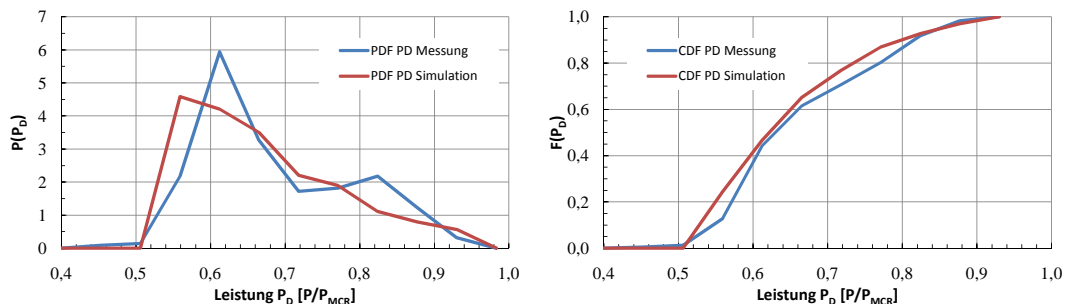 7
6
5
4
3
2
1
0
P(P_D)
PDF PD Messung
PDF PD Simulation
0,4 0,5 0,6 0,7 0,8 0,9 1,0
Leistung P_D [P/P_MCR]
1,0
0,8
0,6
0,4
0,2
0,0
F(P_D)
CDF PD Messung
CDF PD Simulation
0,4 0,5 0,6 0,7 0,8 0,9 1,0
Leistung P_D [P/P_MCR]